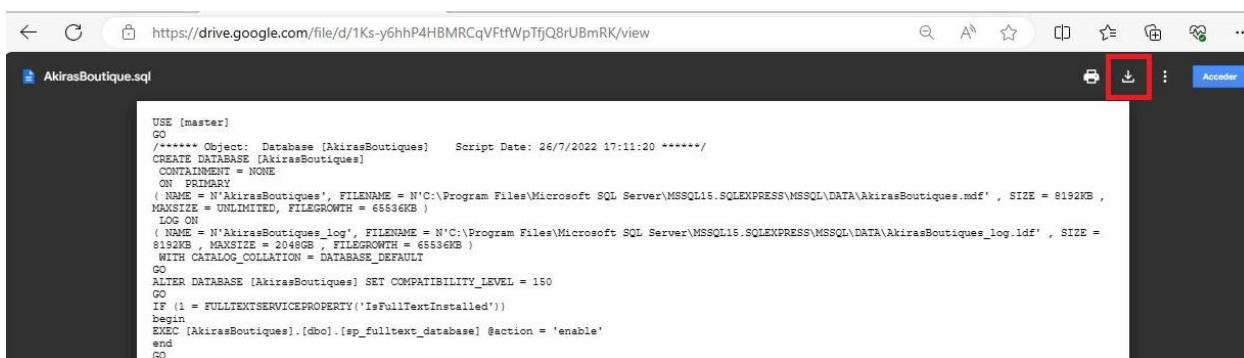 https://drive.google.com/file/d/1Ks-y6hhP4HBMRCqVFtfWpTfjQ8rUBmRK/view
AkirasBoutique.sql
Acceder
USE [master]
GO
/****** Object:  Database [AkirasBoutiques]    Script Date: 26/7/2022 17:11:20 ******/
CREATE DATABASE [AkirasBoutiques]
CONTAINMENT = NONE
ON  PRIMARY
( NAME = N'AkirasBoutiques', FILENAME = N'C:\Program Files\Microsoft SQL Server\MSSQL15.SQLEXPRESS\MSSQL\DATA\AkirasBoutiques.mdf' , SIZE = 8192KB ,
MAXSIZE = UNLIMITED, FILEGROWTH = 65536KB )
LOG ON
( NAME = N'AkirasBoutiques_log', FILENAME = N'C:\Program Files\Microsoft SQL Server\MSSQL15.SQLEXPRESS\MSSQL\DATA\AkirasBoutiques_log.ldf' , SIZE =
8192KB , MAXSIZE = 2048GB , FILEGROWTH = 65536KB )
WITH CATALOG_COLLATION = DATABASE_DEFAULT
GO
ALTER DATABASE [AkirasBoutiques] SET COMPATIBILITY_LEVEL = 150
GO
IF (1 = FULLTEXTSERVICEPROPERTY('IsFullTextInstalled'))
begin
EXEC [AkirasBoutiques].[dbo].[sp_fulltext_database] @action = 'enable'
end
GO